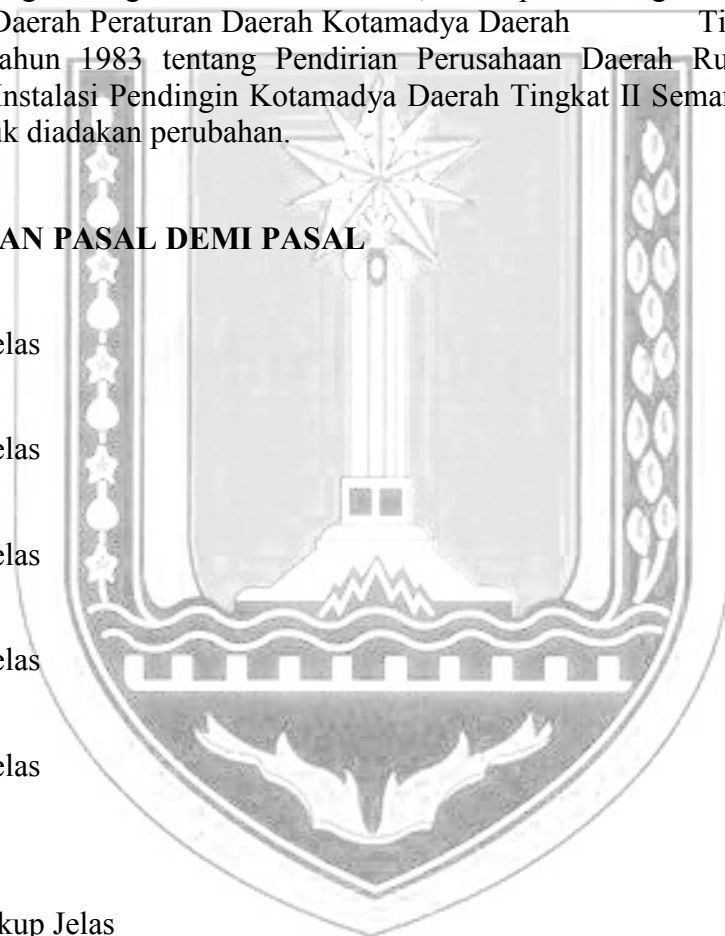 Daerah Peraturan Daerah Kotamadya Daerah Ti
ahun 1983 tentang Pendirian Perusahaan Daerah Ru
Instalasi Pendingin Kotamadya Daerah Tingkat II Semar
uk diadakan perubahan.
AN PASAL DEMI PASAL
elas
elas
elas
elas
elas
kup Jelas